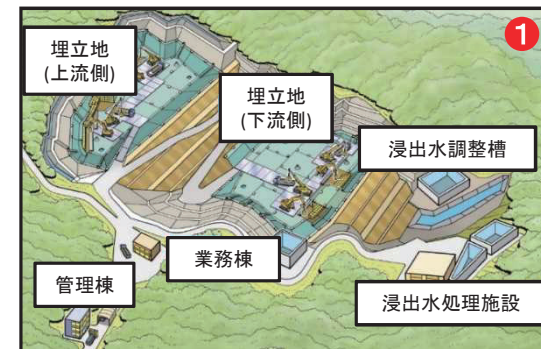 1
埋立地
(上流側)
埋立地
(下流側)
浸出水調整槽
業務棟
管理棟
浸出水処理施設